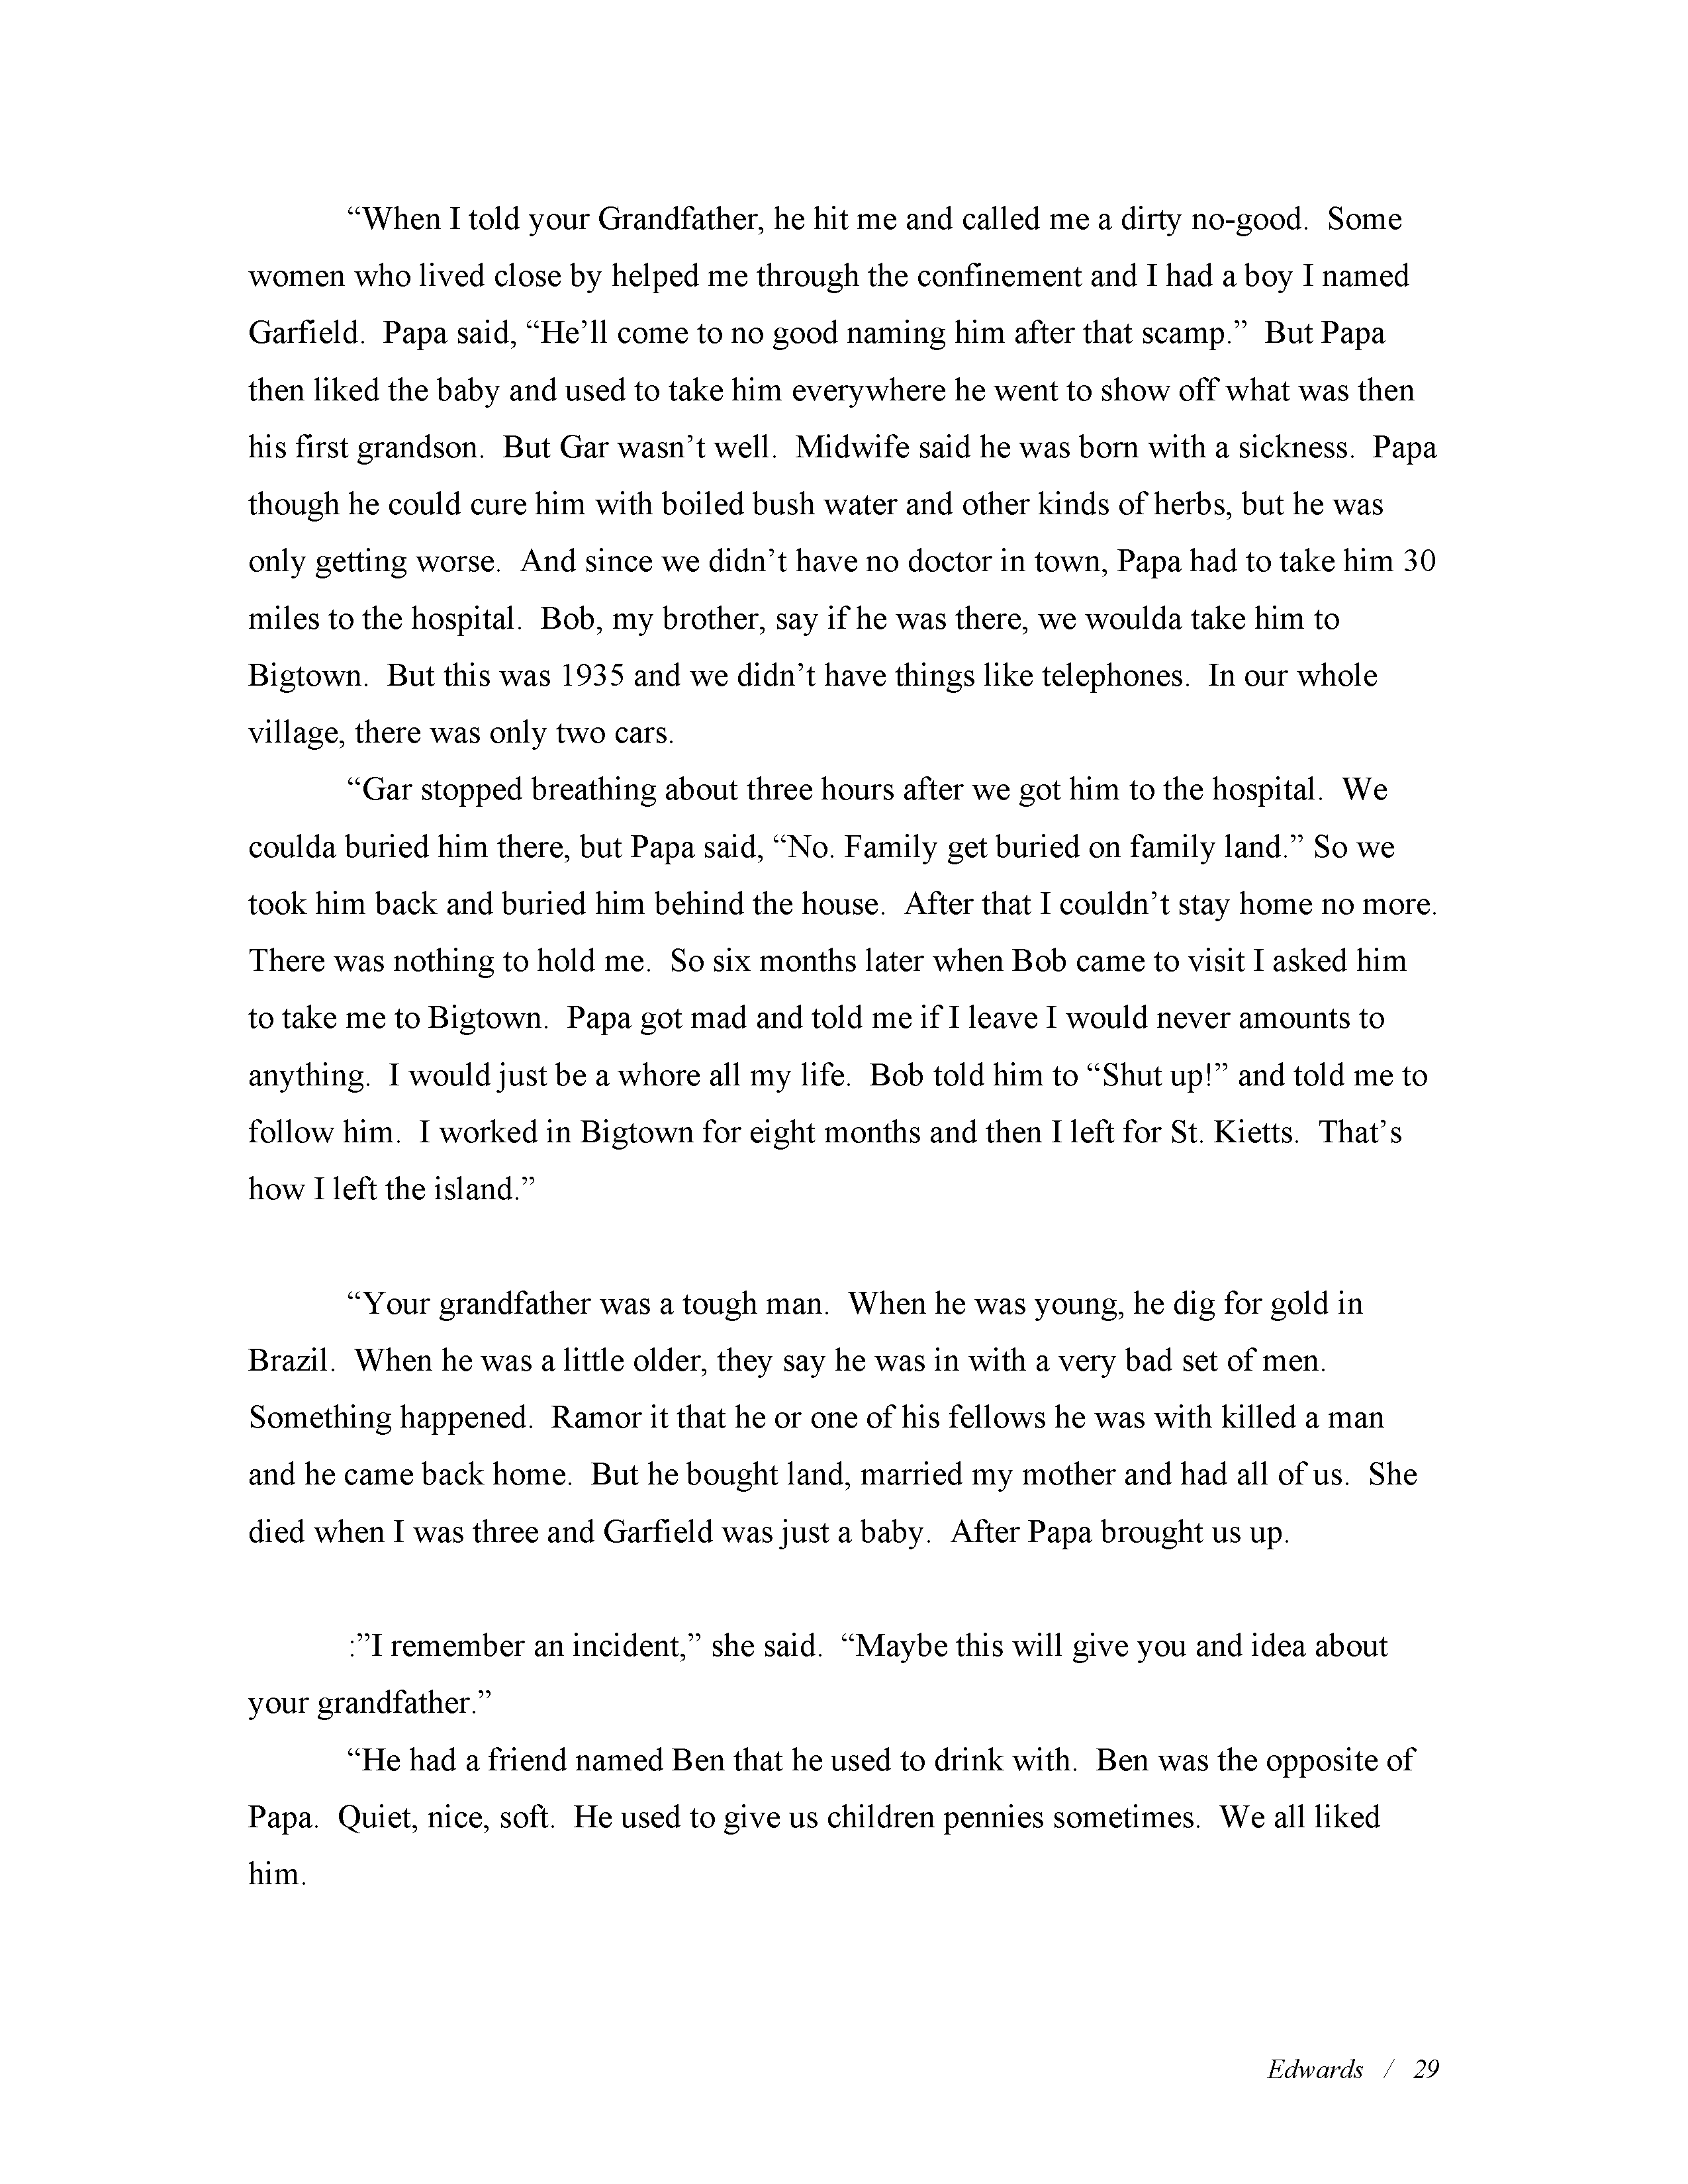 “When I told your Grandfather, he hit me and called me a dirty no-good.  Some
women who lived close by helped me through the confinement and I had a boy I named
Garfield.  Papa said, “He’ll come to no good naming him after that scamp.”  But Papa
then liked the baby and used to take him everywhere he went to show off what was then
his first grandson.  But Gar wasn’t well.  Midwife said he was born with a sickness.  Papa
though he could cure him with boiled bush water and other kinds of herbs, but he was
only getting worse.  And since we didn’t have no doctor in town, Papa had to take him 30
miles to the hospital.  Bob, my brother, say if he was there, we woulda take him to
Bigtown.  But this was 1935 and we didn’t have things like telephones.  In our whole
village, there was only two cars.
“Gar stopped breathing about three hours after we got him to the hospital.  We
coulda buried him there, but Papa said, “No. Family get buried on family land.” So we
took him back and buried him behind the house.  After that I couldn’t stay home no more.
There was nothing to hold me.  So six months later when Bob came to visit I asked him
to take me to Bigtown.  Papa got mad and told me if I leave I would never amounts to
anything.  I would just be a whore all my life.  Bob told him to “Shut up!” and told me to
follow him.  I worked in Bigtown for eight months and then I left for St. Kietts.  That’s
how I left the island.”
“Your grandfather was a tough man.  When he was young, he dig for gold in
Brazil.  When he was a little older, they say he was in with a very bad set of men.
Something happened.  Ramor it that he or one of his fellows he was with killed a man
and he came back home.  But he bought land, married my mother and had all of us.  She
died when I was three and Garfield was just a baby.  After Papa brought us up.
:”I remember an incident,” she said.  “Maybe this will give you and idea about
your grandfather.”
“He had a friend named Ben that he used to drink with.  Ben was the opposite of
Papa.  Quiet, nice, soft.  He used to give us children pennies sometimes.  We all liked
him.
Edwards / 29